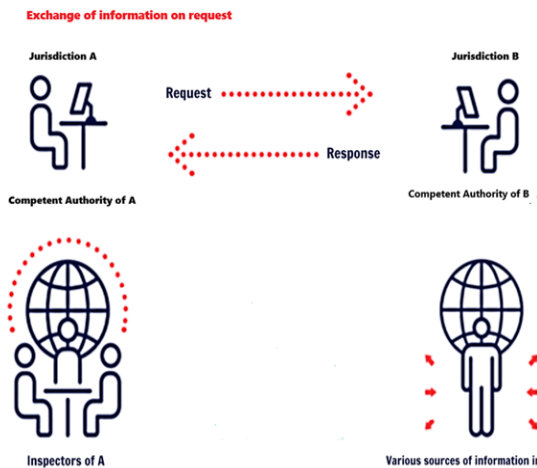 Exchange of information on request
Jurisdiction A
Jurisdiction B
Request
Response
Competent Authority of A
Competent Authority of B
Inspectors of A
Various sources of information in